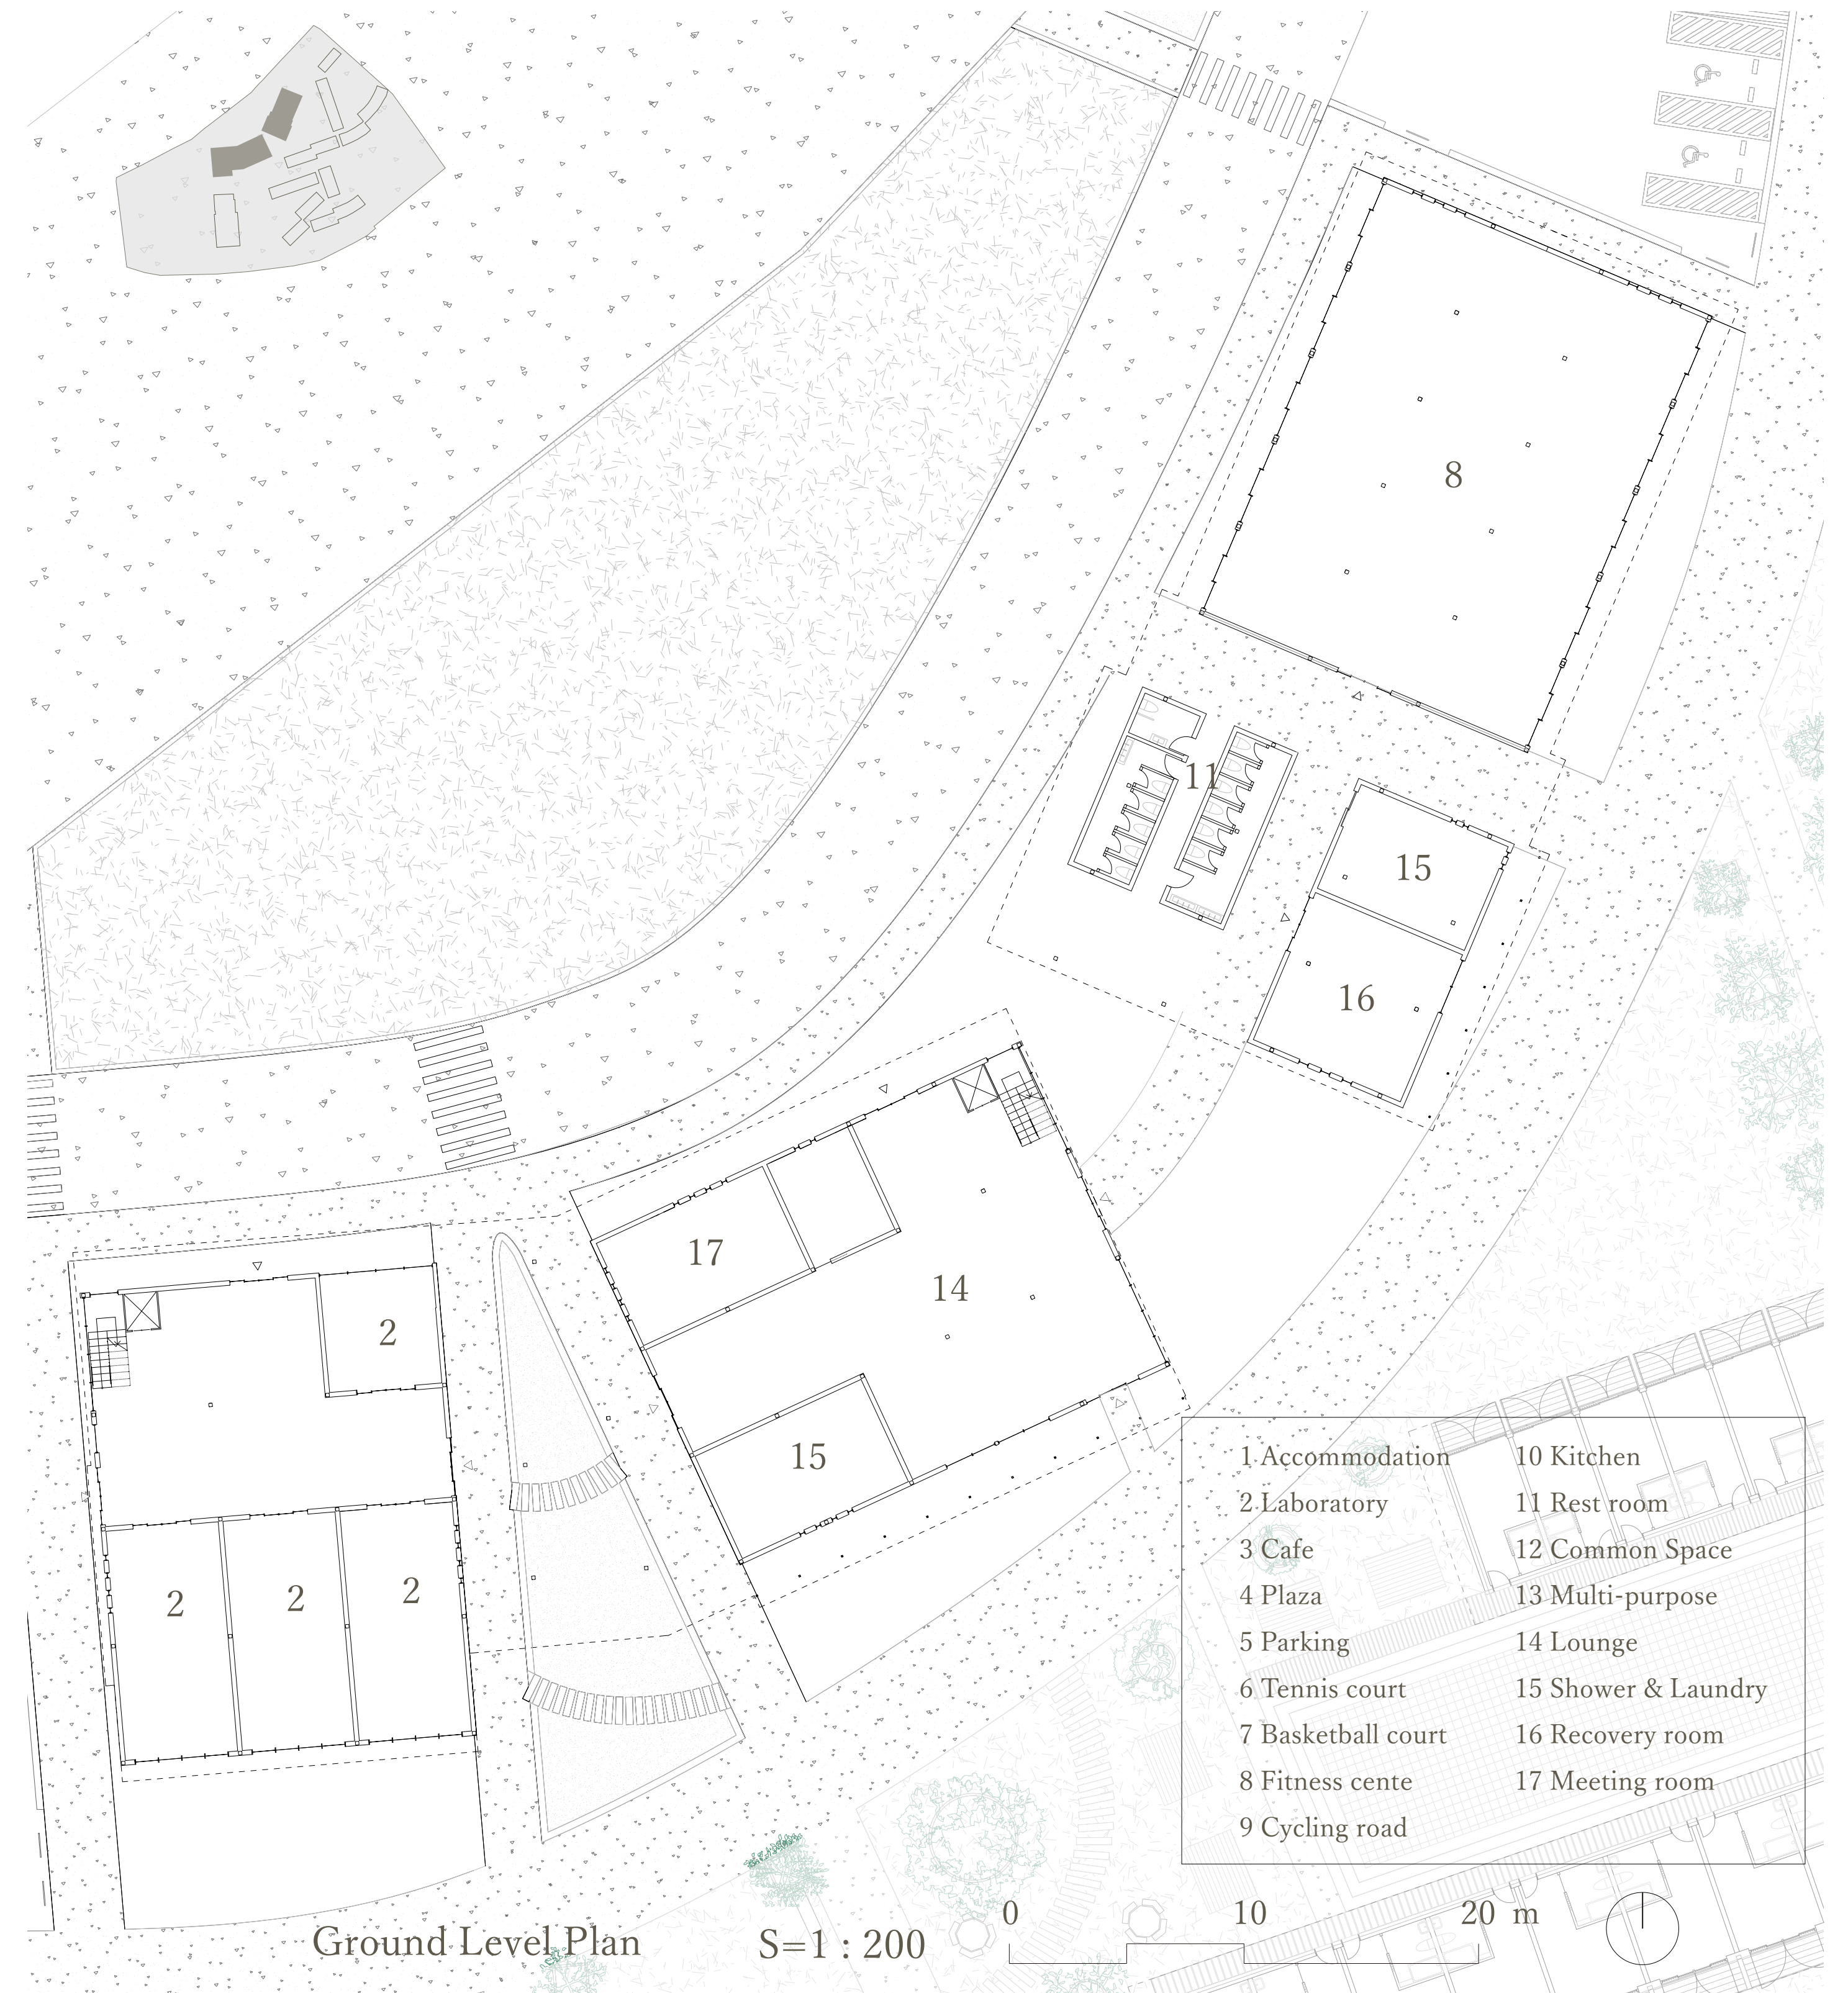 8
11
15
16
17
14
2
15
2
2
2
1 Accommodation
2 Laboratory
3 Cafe
4 Plaza
5 Parking
6 Tennis court
7 Basketball court
8 Fitness cente
9 Cycling road
10 Kitchen
11 Rest room
12 Common Space
13 Multi-purpose
14 Lounge
15 Shower & Laundry
16 Recovery room
17 Meeting room
Ground Level Plan
S=1 : 200
0 10 20 m